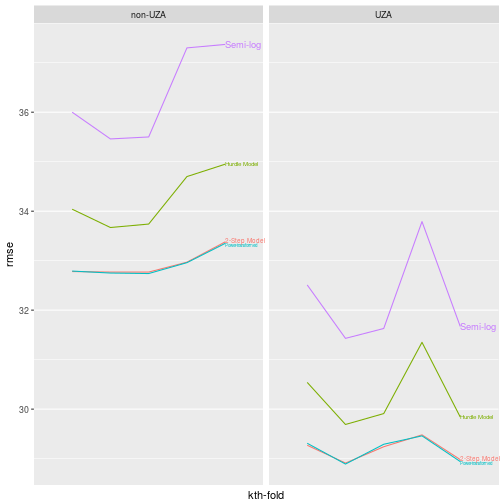 non-UZA
UZA
rmse
36
34
32
30
Semi-log
Hurdle Model
2-Step Model
Semi-log
Hurdle Model
2-Step Model
kth-fold